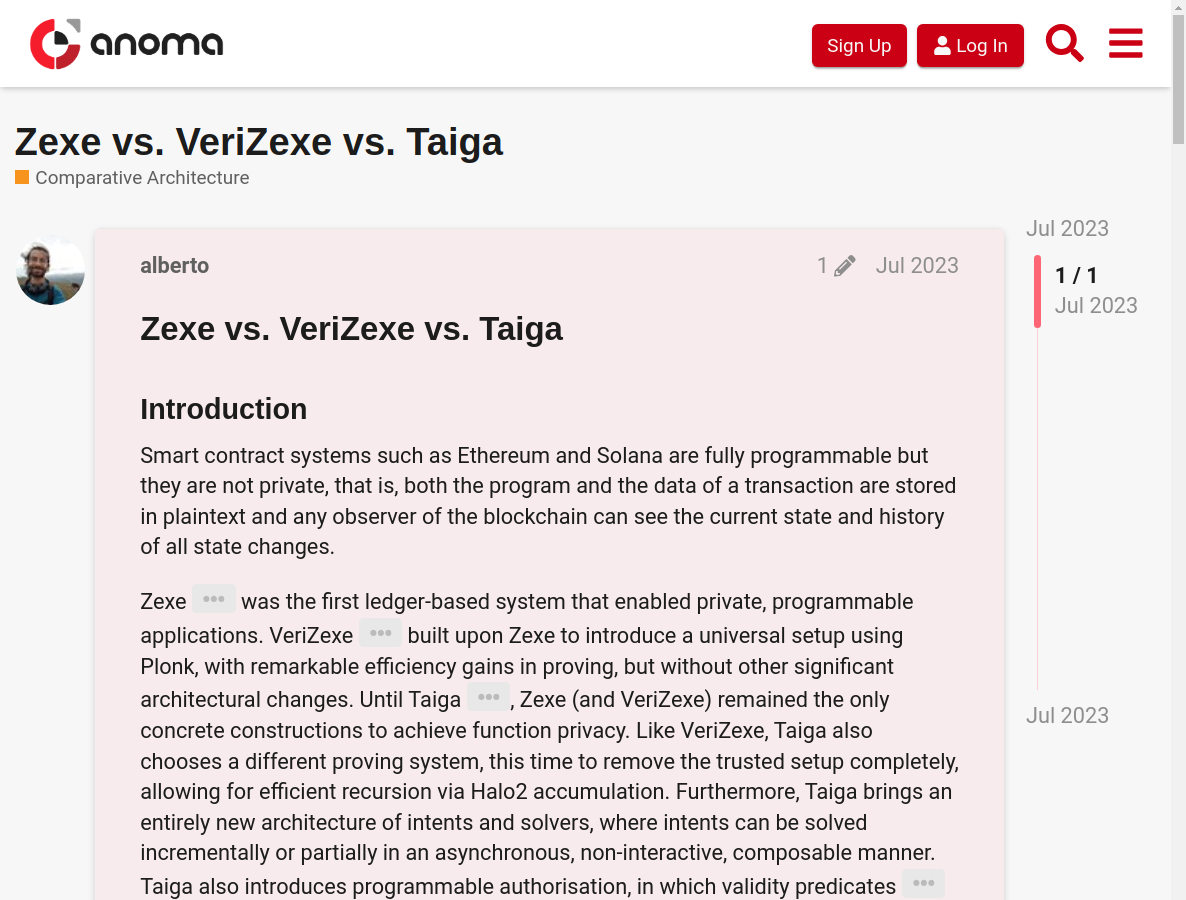 anoma
Sign Up
Log In
Zexe vs. VeriZexe vs. Taiga
Comparative Architecture
Jul 2023
alberto
1
Jul 2023
1 / 1
Jul 2023
Zexe vs. VeriZexe vs. Taiga
Introduction
Smart contract systems such as Ethereum and Solana are fully programmable but
they are not private, that is, both the program and the data of a transaction are stored
in plaintext and any observer of the blockchain can see the current state and history
of all state changes.
Zexe ••• was the first ledger-based system that enabled private, programmable
applications. VeriZexe ••• built upon Zexe to introduce a universal setup using
Plonk, with remarkable efficiency gains in proving, but without other significant
architectural changes. Until Taiga •••, Zexe (and VeriZexe) remained the only
concrete constructions to achieve function privacy. Like VeriZexe, Taiga also
chooses a different proving system, this time to remove the trusted setup completely,
allowing for efficient recursion via Halo2 accumulation. Furthermore, Taiga brings an
entirely new architecture of intents and solvers, where intents can be solved
incrementally or partially in an asynchronous, non-interactive, composable manner.
Taiga also introduces programmable authorisation, in which validity predicates •••
Jul 2023